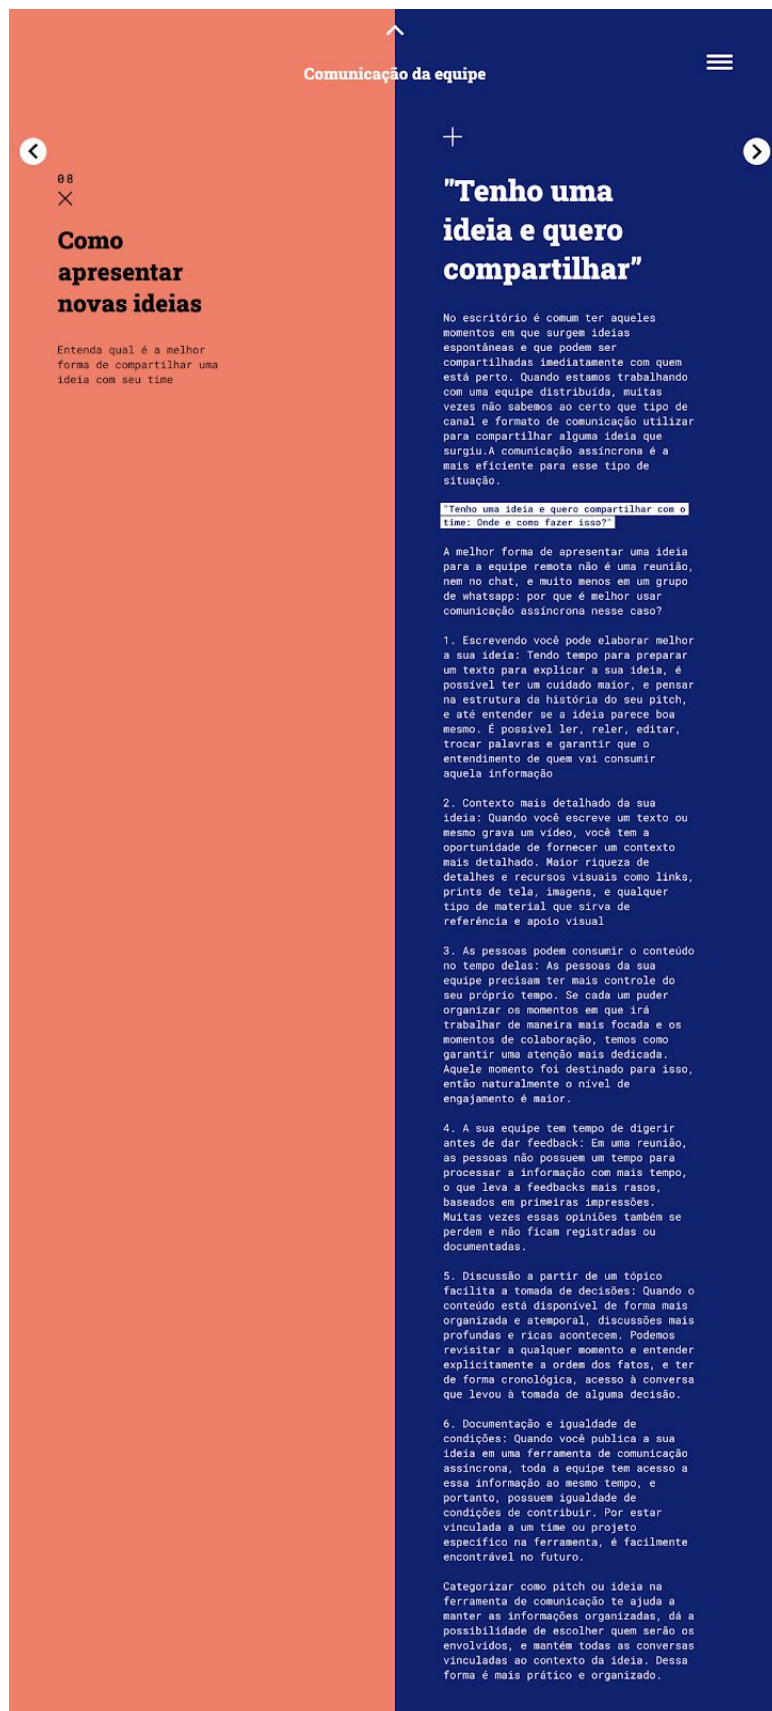 Comunicação da equipe
08
Como
apresentar
novas ideias
Entenda qual é a melhor
forma de compartilhar uma
ideia com seu time
"Tenho uma
ideia e quero
compartilhar"
No escritório é comum ter aqueles
momentos em que surgem ideias
espontâneas e que podem ser
compartilhadas imediatamente com quem
está perto. Quando estamos trabalhando
com uma equipe distribuída, muitas
vezes não sabemos ao certo que tipo de
canal e formato de comunicação utilizar
para compartilhar alguma ideia que
surgiu.A comunicação assíncrona é a
mais eficiente para esse tipo de
situação.
"Tenho uma ideia e quero compartilhar com o
time: Onde e como fazer isso?"
A melhor forma de apresentar uma ideia
para a equipe remota não é uma reunião,
nem no chat, e muito menos em um grupo
de whatsapp: por que é melhor usar
comunicação assíncrona nesse caso?
1. Escrevendo você pode elaborar melhor
a sua ideia: Tendo tempo para preparar
um texto para explicar a sua ideia, é
possível ter um cuidado maior, e pensar
na estrutura da história do seu pitch,
e até entender se a ideia parece boa
mesmo. É possível ler, reler, editar,
trocar palavras e garantir que o
entendimento de quem vai consumir
aquela informação
2. Contexto mais detalhado da sua
ideia: Quando você escreve um texto ou
mesmo grava um vídeo, você tem a
oportunidade de fornecer um contexto
mais detalhado. Maior riqueza de
detalhes e recursos visuais como links,
prints de tela, imagens, e qualquer
tipo de material que sirva de
referência e apoio visual
3. As pessoas podem consumir o conteúdo
no tempo delas: As pessoas da sua
equipe precisam ter mais controle do
seu próprio tempo. Se cada um puder
organizar os momentos em que irá
trabalhar de maneira mais focada e os
momentos de colaboração, temos como
garantir uma atenção mais dedicada.
Aquele momento foi destinado para isso,
então naturalmente o nível de
engajamento é maior.
4. A sua equipe tem tempo de digerir
antes de dar feedback: Em uma reunião,
as pessoas não possuem um tempo para
processar a informação com mais tempo,
o que leva a feedbacks mais rasos,
baseados em primeiras impressões.
Muitas vezes essas opiniões também se
perdem e não ficam registradas ou
documentadas.
5. Discussão a partir de um tópico
facilita a tomada de decisões: Quando o
conteúdo está disponível de forma mais
organizada e atemporal, discussões mais
profundas e ricas acontecem. Podemos
revisitar a qualquer momento e entender
explicitamente a ordem dos fatos, e ter
de forma cronológica, acesso à conversa
que levou à tomada de alguma decisão.
6. Documentação e igualdade de
condições: Quando você publica a sua
ideia em uma ferramenta de comunicação
assíncrona, toda a equipe tem acesso a
essa informação ao mesmo tempo, e
portanto, possuem igualdade de
condições de contribuir. Por estar
vinculada a um time ou projeto
específico na ferramenta, é facilmente
encontrável no futuro.
Categorizar como pitch ou ideia na
ferramenta de comunicação te ajuda a
manter as informações organizadas, dá a
possibilidade de escolher quem serão os
envolvidos, e mantém todas as conversas
vinculadas ao contexto da ideia. Dessa
forma é mais prático e organizado.